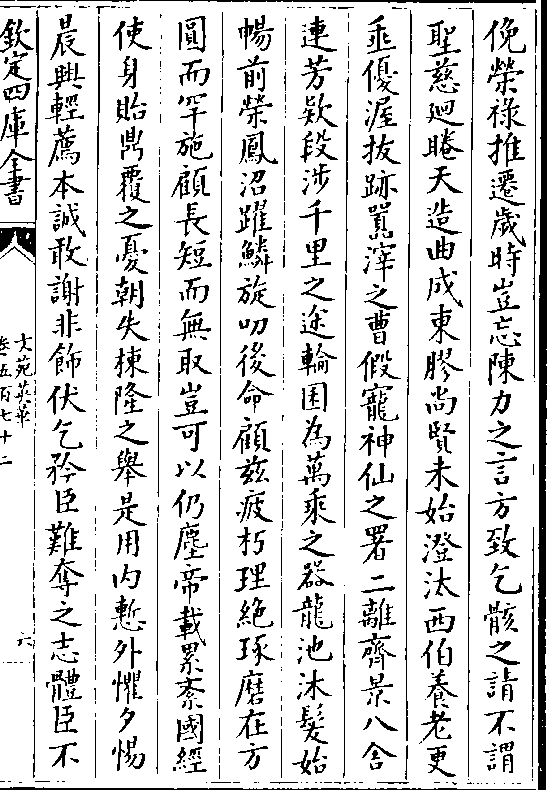 俛榮祿推遷歲時豈忘陳力之言方致乞骸之請不謂
聖慈廻睠天造曲成東膠尚賢未始澄汰西伯養老更
垂優渥拔跡囂滓之曹假寵神仙之署二離齊景八舍
連芳欵段涉千里之途輪囷為萬乘之器龍池沐髮始
暢前榮鳳沼躍鱗旋叨後命顧兹疲朽理絶琢磨在方
圓而罕施顧長短而無取豈可以仍塵帝載累紊國經
使身貽鼎覆之憂朝失棟隆之舉是用内慙外懼夕惕
晨興輕薦本誠敢謝非飾伏乞矜臣難奪之志體臣不
欽定四庫全書
文苑英華
卷五百七十二
六